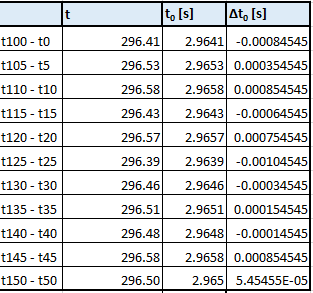 t t₀ [s] Δt₀ [s]
t100 - t0 296.41 2.9641 -0.00084545
t105 - t5 296.53 2.9653 0.000354545
t110 - t10 296.58 2.9658 0.000854545
t115 - t15 296.43 2.9643 -0.00064545
t120 - t20 296.57 2.9657 0.000754545
t125 - t25 296.39 2.9639 -0.00104545
t130 - t30 296.46 2.9646 -0.00034545
t135 - t35 296.51 2.9651 0.000154545
t140 - t40 296.48 2.9648 -0.00014545
t145 - t45 296.58 2.9658 0.000854545
t150 - t50 296.50 2.965 5.45455E-05